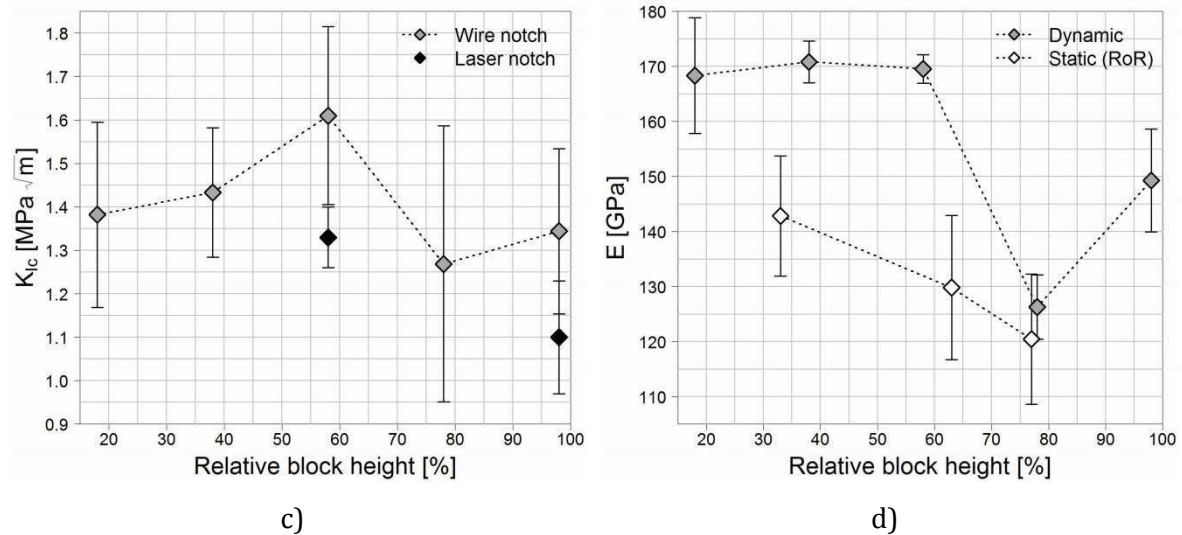 1.8
1.7
1.6
1.5
1.4
1.3
1.2
1.1
1.0
0.9
K_Ic [MPa √m]
Wire notch
Laser notch
20 30 40 50 60 70 80 90 100
Relative block height [%]
c)
180
170
160
150
140
130
120
110
E [GPa]
Dynamic
Static (RoR)
20 30 40 50 60 70 80 90 100
Relative block height [%]
d)